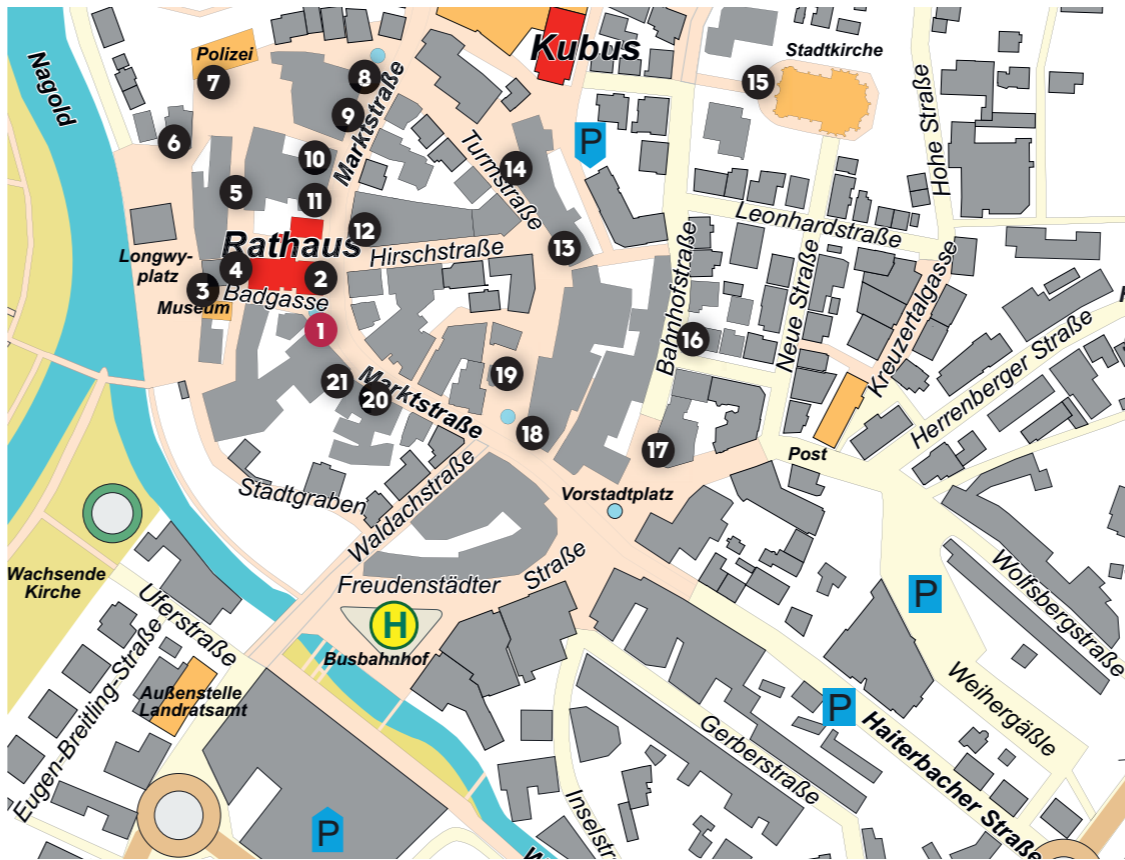 Nagold
Polizei
Kubus
Stadtkirche
7
8
15
9
Marktstraße
Hohe Straße
6
P
10
14
Turmstraße
5
11
12
Leonhardstraße
Rathaus
Hirschstraße
13
Longwy-
platz
4
2
3
Badgasse
Museum
1
Bahnhofstraße
Neue Straße
Kreuzertalgasse
H
16
Herrenberger Straße
21
20
19
Marktstraße
18
17
Post
Vorstadtplatz
Stadtgraben
Waldachstraße
Wachsende
Kirche
Freudenstädter
Straße
Wolfsbergstraße
P
Uferstraße
H
Busbahnhof
Eugen-Breitling-Straße
Außenstelle
Landratsamt
P
Weihergäßle
Gerberstraße
Haiterbacher Straße
P
Inselstr
W